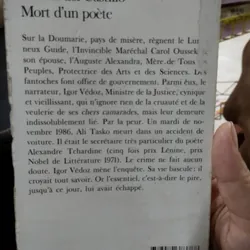 Mort d'un poète
Sur la Doumarie, pays de misère, règnent le Lumi-
neux Guide, l'Invincible Maréchal Carol Oussek
son épouse, l'Auguste Alexandra, Mère de Tous
Peuples, Protectrice des Arts et des Sciences. Des
fantoches font office de gouvernement. Parmi eux, le
narrateur, Igor Védoz, Ministre de la Justice, cynique
et vieillissant, qui n'ignore rien de la cruauté et de la
veulerie de ses chers camarades, mais leur demeure
indissolublement lié. Par la peur. Un mardi de no-
vembre 1986, Ali Tasko meurt dans un accident de
voiture. Il était le secrétaire très particulier du poète
Alexandre Tchardine (cinq fois prix Lénine, prix
Nobel de Littérature 1971). Le crime ne fait aucun
doute. Igor Védoz mène l'enquête. Sa vie bascule : il
croyait tout savoir. Or l'essentiel, c'est-à-dire le pire,
jusqu'à ce jour, lui avait échappé.